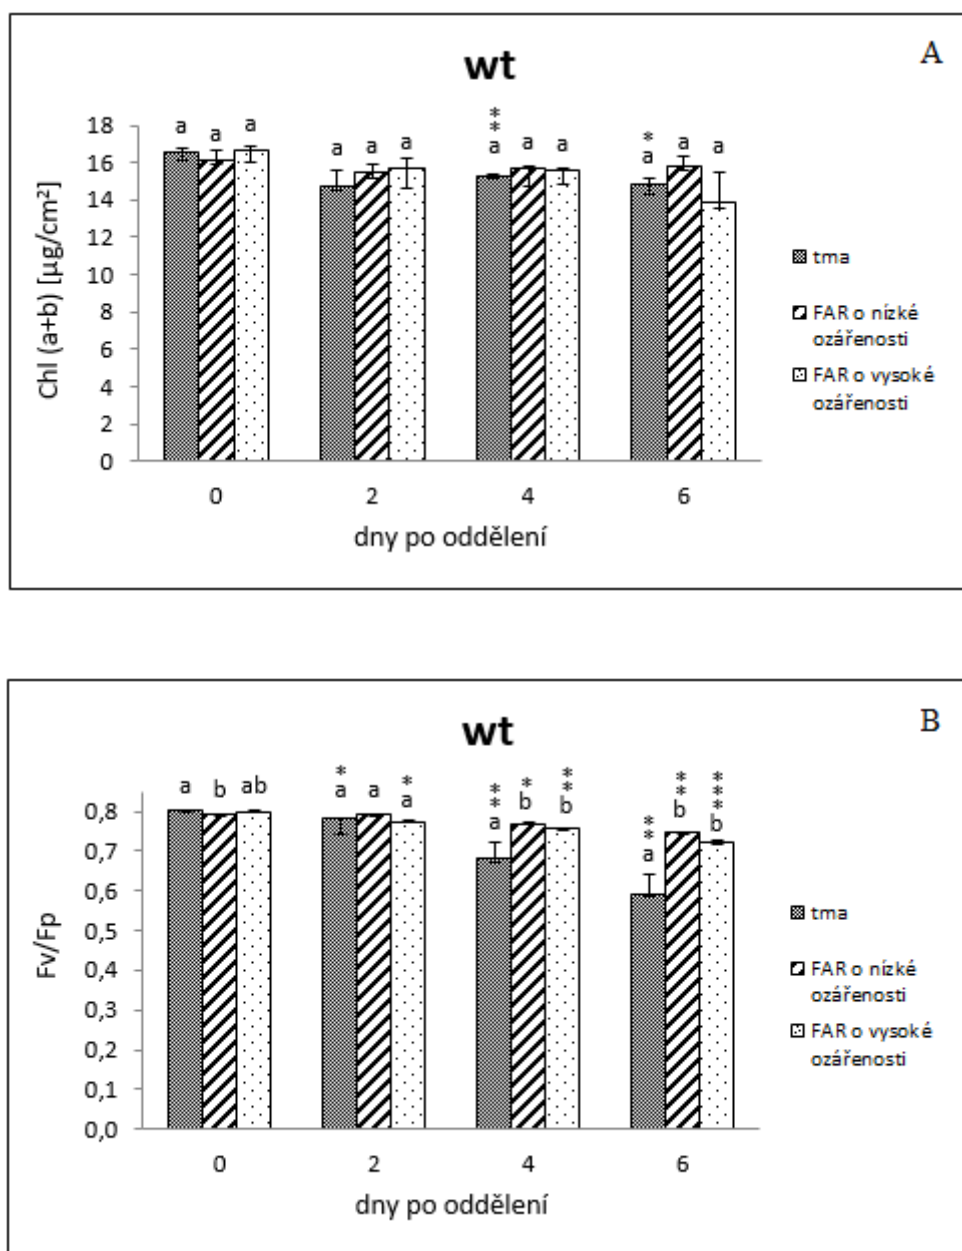 A
wt
***
*
a a a a a a a a a a a a
18
16
14
12
10
8
6
4
2
0
Chl (a+b) [µg/cm²]
0 2 4 6
dny po oddělení
tma
FAR o nízké
ozářenosti
FAR o vysoké
ozářenosti
B
wt
a b ab
* a a * a
** a * b ** b
** a *** b **** b
0,8
0,7
0,6
0,5
0,4
0,3
0,2
0,1
0,0
Fv/Fp
0 2 4 6
dny po oddělení
tma
FAR o nízké
ozářenosti
FAR o vysoké
ozářenosti